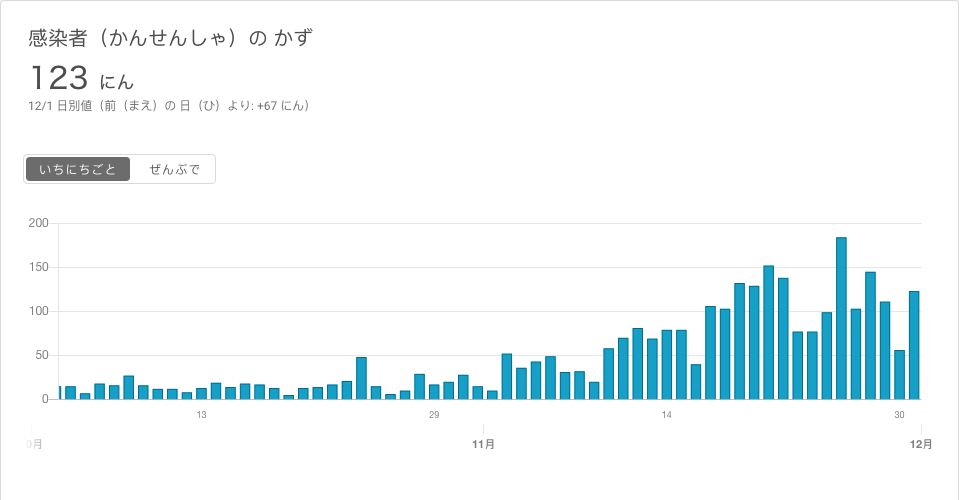 感染者（かんせんしゃ）の かず
123 にん
12/1 日別値（前（まえ）の 日（ひ）より: +67 にん）
いちにちごと ぜんぶで
200
150
100
50
0
13 29 14 30
0月 11月 12月